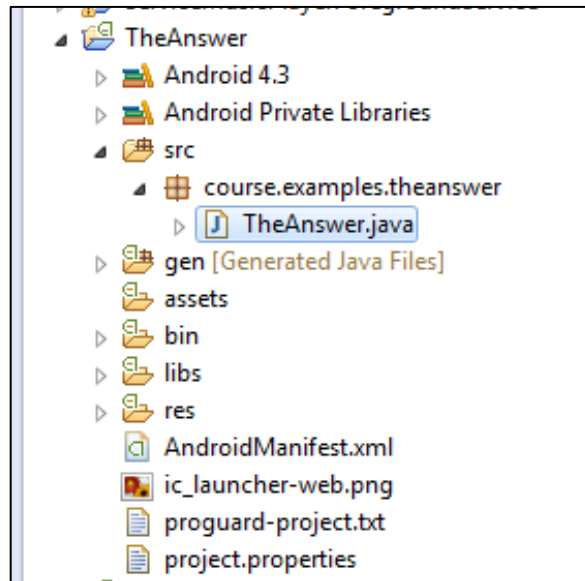 TheAnswer
Android 4.3
Android Private Libraries
src
course.examples.theanswer
TheAnswer.java
gen [Generated Java Files]
assets
bin
libs
res
AndroidManifest.xml
ic_launcher-web.png
proguard-project.txt
project.properties